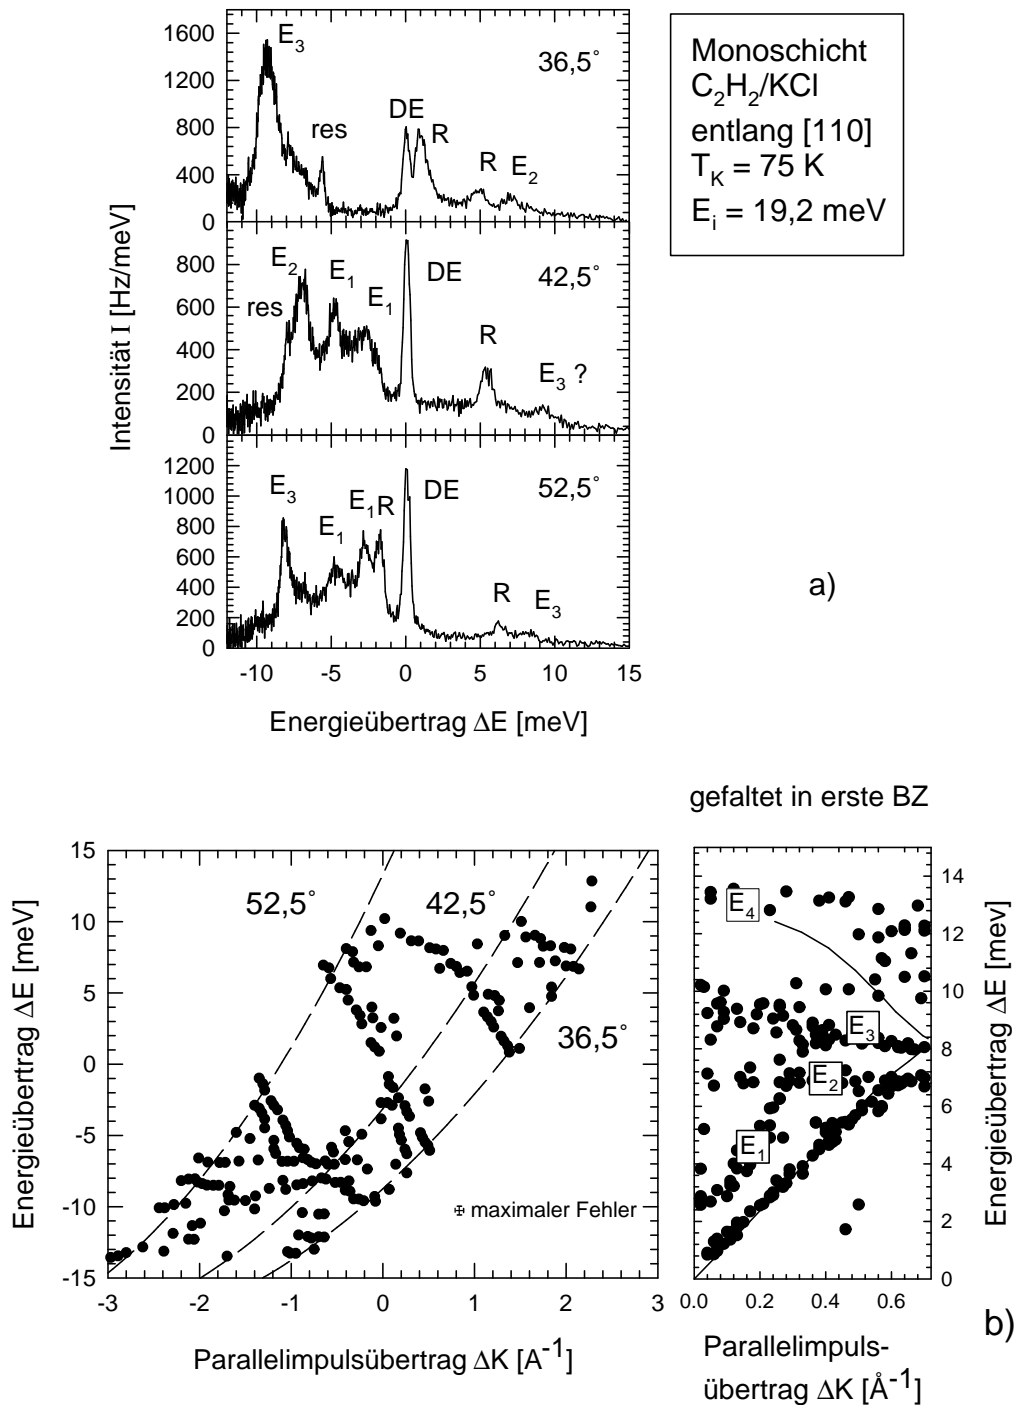 Monoschicht
C2H2/KCl
entlang [110]
TK = 75 K
Ei = 19,2 meV
Intensität I [Hz/meV]
1600
1200
800
400
0
E3
res
DE
R
R
E2
36,5°
800
600
400
200
0
res
E2
E1
E1
DE
R
E3 ?
42,5°
1200
1000
800
600
400
200
0
E3
E1
E1
R
DE
R
E3
52,5°
-10 -5 0 5 10 15
Energieübertrag ΔE [meV]
a)
Energieübertrag ΔE [meV]
15
10
5
0
-5
-10
-15
52,5°
42,5°
36,5°
maximaler Fehler
-3 -2 -1 0 1 2 3
Parallelimpulsübertrag ΔK [A-1]
gefaltet in erste BZ
E4
E3
E2
E1
14
12
10
8
6
4
2
0
Energieübertrag ΔE [mev]
0.0 0.2 0.4 0.6
Parallelimpuls-
übertrag ΔK [Å-1]
b)